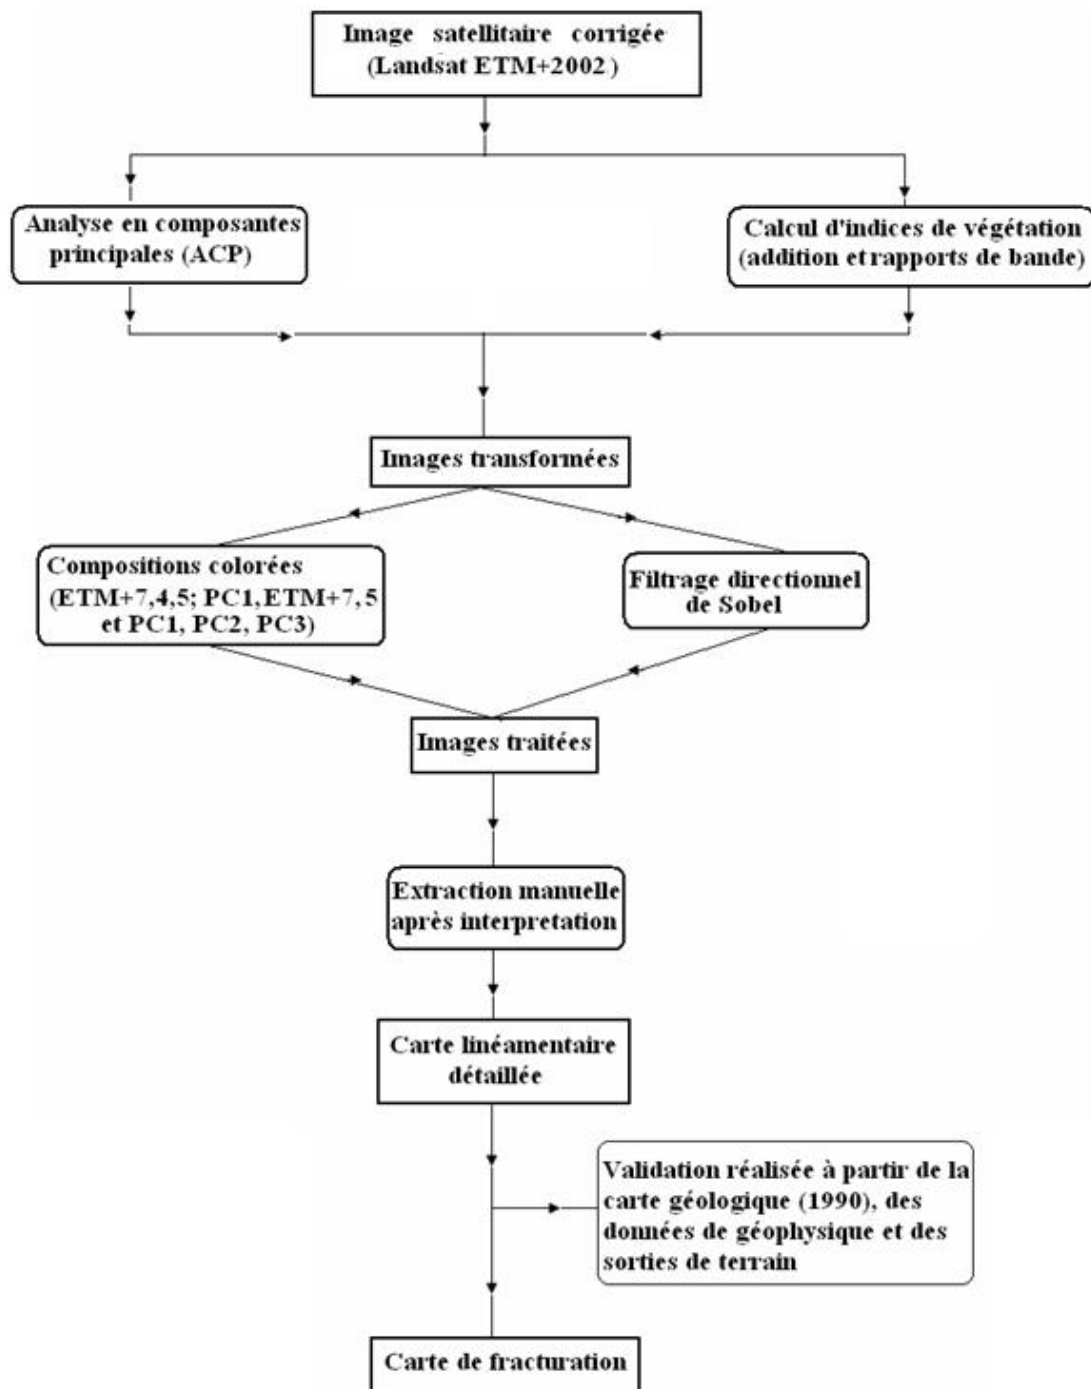 Image satellitaire corrigée
(Landsat ETM+2002)
Analyse en composantes
principales (ACP)
Calcul d'indices de végétation
(addition et rapports de bande)
Images transformées
Compositions colorées
(ETM+7,4,5; PC1,ETM+7,5
et PC1, PC2, PC3)
Filtrage directionnel
de Sobel
Images traitées
Extraction manuelle
après interpretation
Carte linéamentaire
détaillée
Validation réalisée à partir de la
carte géologique (1990), des
données de géophysique et des
sorties de terrain
Carte de fracturation